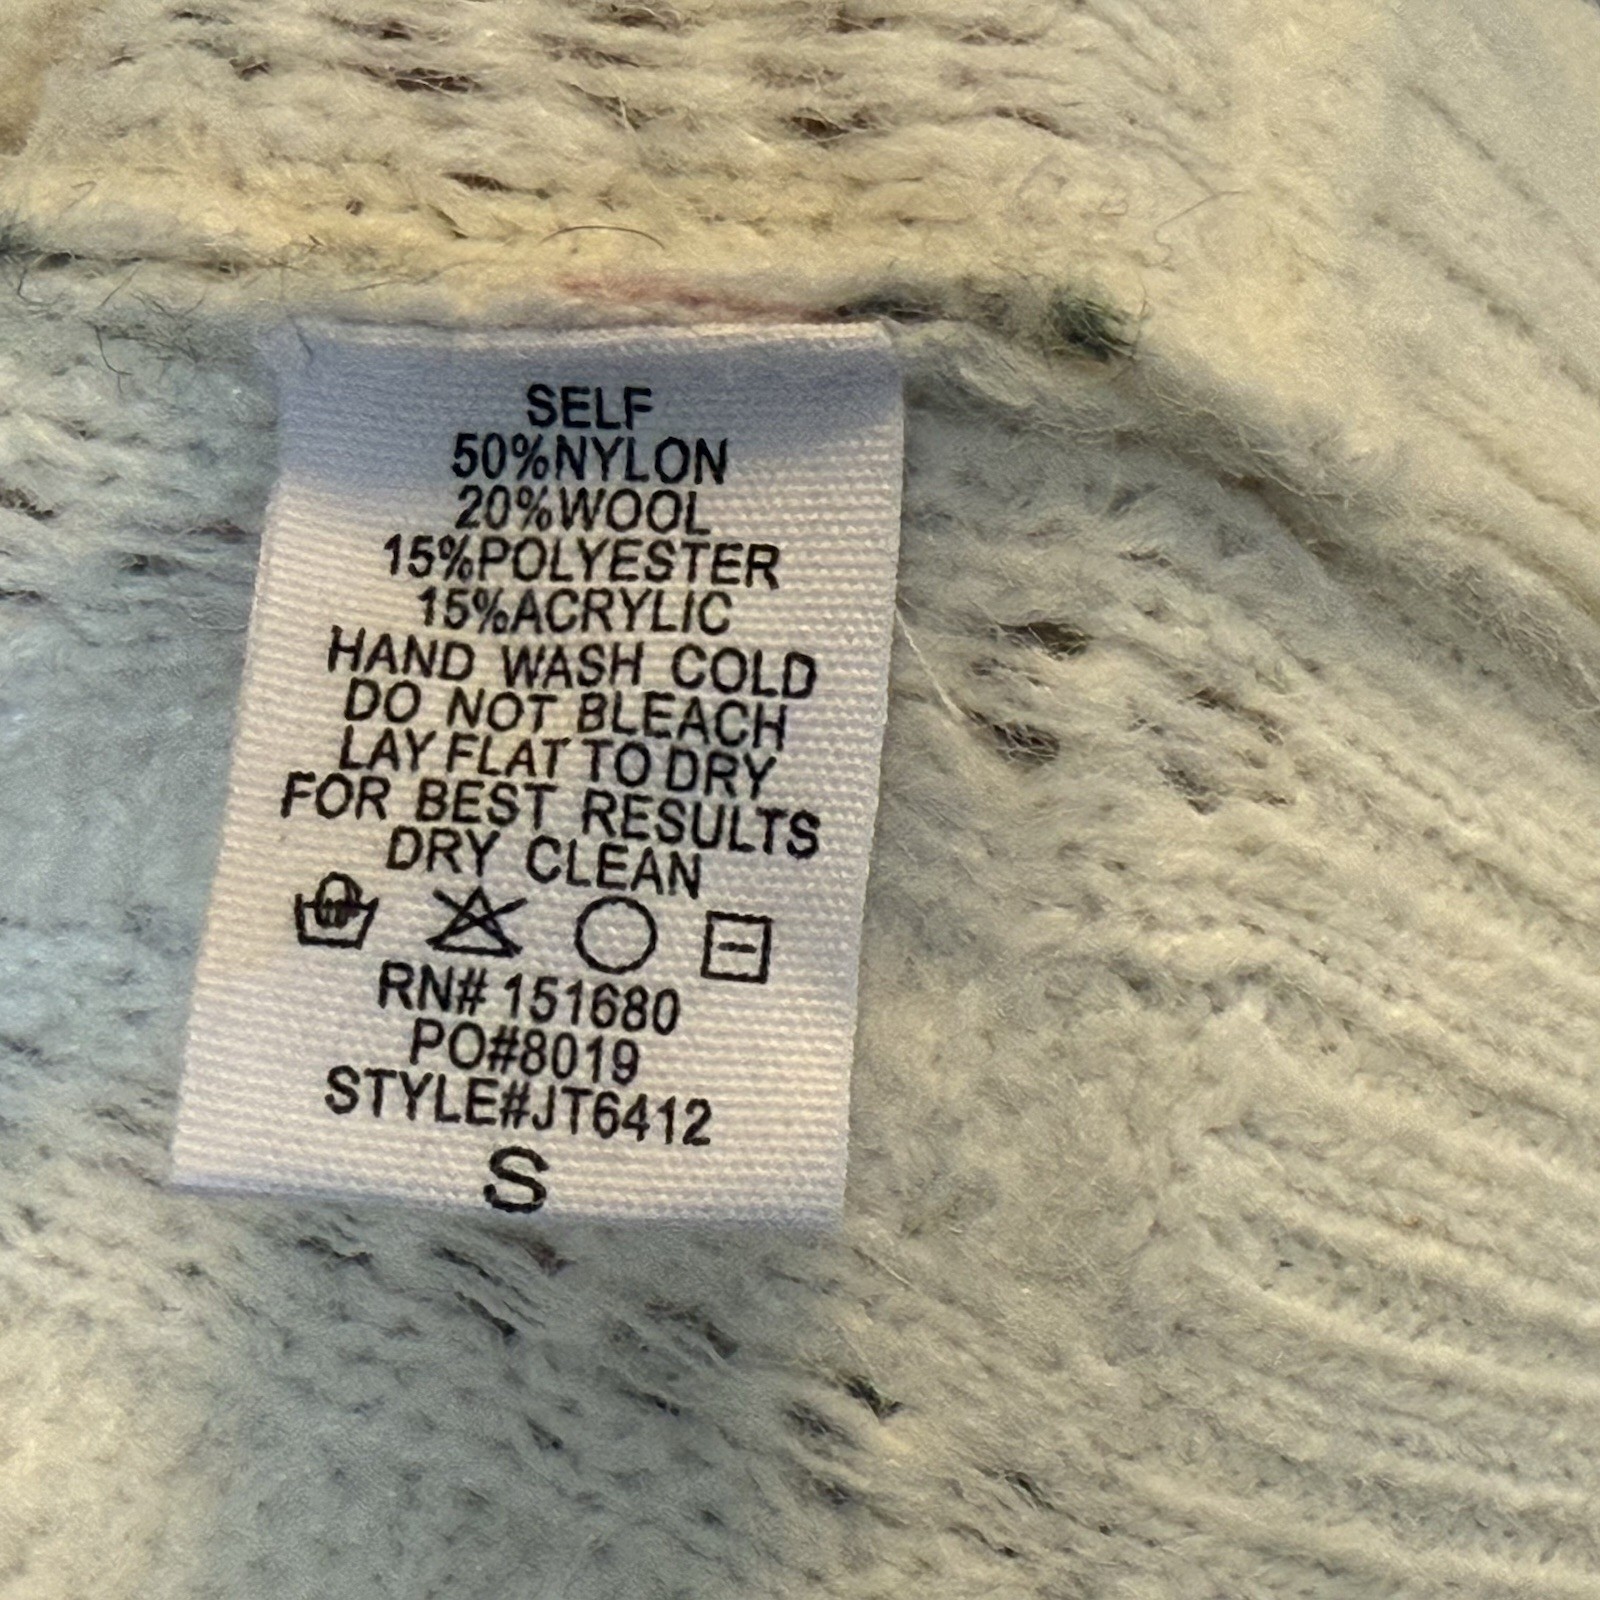 SELF
50%NYLON
20%WOOL
15%POLYESTER
15%ACRYLIC
HAND WASH COLD
DO NOT BLEACH
LAY FLAT TO DRY
FOR BEST RESULTS
DRY CLEAN
RN# 151680
PO#8019
STYLE#JT6412
S